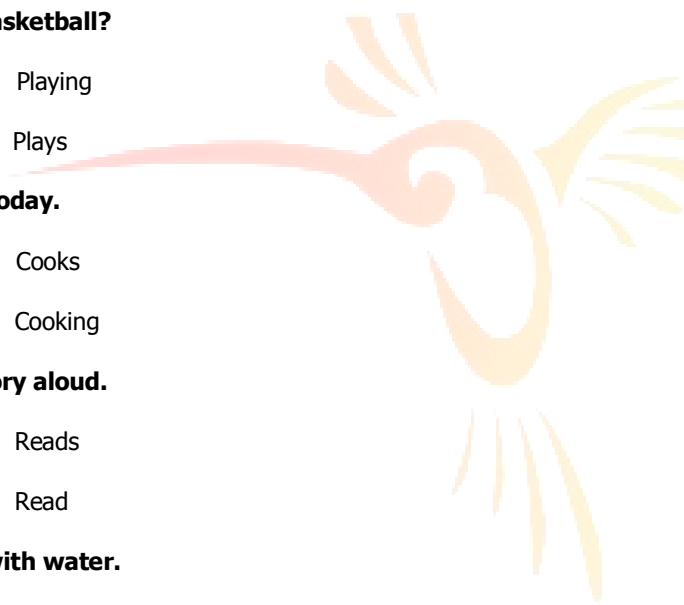 asketball?
Playing
Plays
oday.
Cooks
Cooking
ory aloud.
Reads
Read
with water.